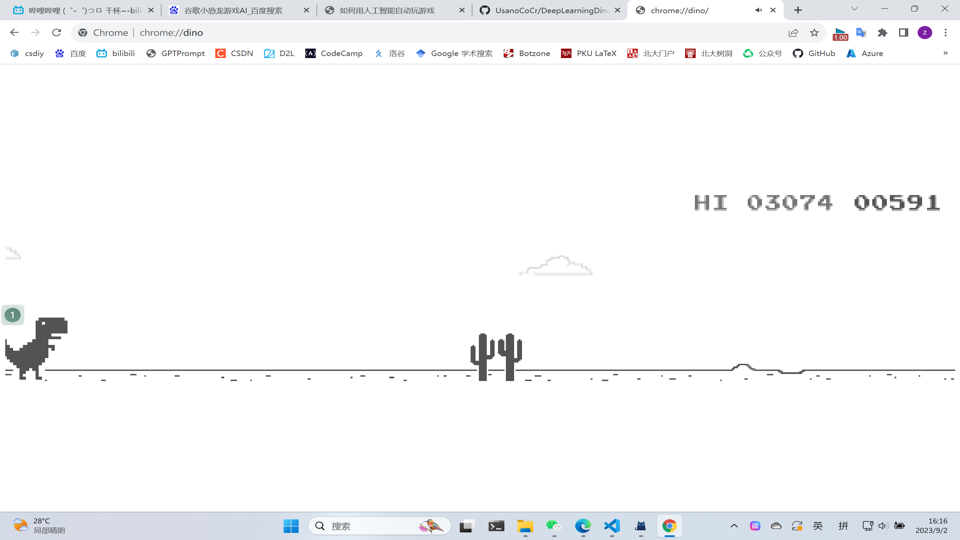 哔哩哔哩 (゜-゜)つロ 干杯~-bili
谷歌小恐龙游戏AI_百度搜索
如何用人工智能自动玩游戏
UsanoCoCr/DeepLearningDin
chrome://dino/
Chrome | chrome://dino
1.00
z
csdiy
百度
bilibili
GPTPrompt
CSDN
D2L
CodeCamp
洛谷
Google 学术搜索
Botzone
PKU LaTeX
北大门户
北大树洞
公众号
GitHub
Azure
»
HI 03074 00591
1
28°C
局部晴朗
搜索
英
拼
16:16
2023/9/2